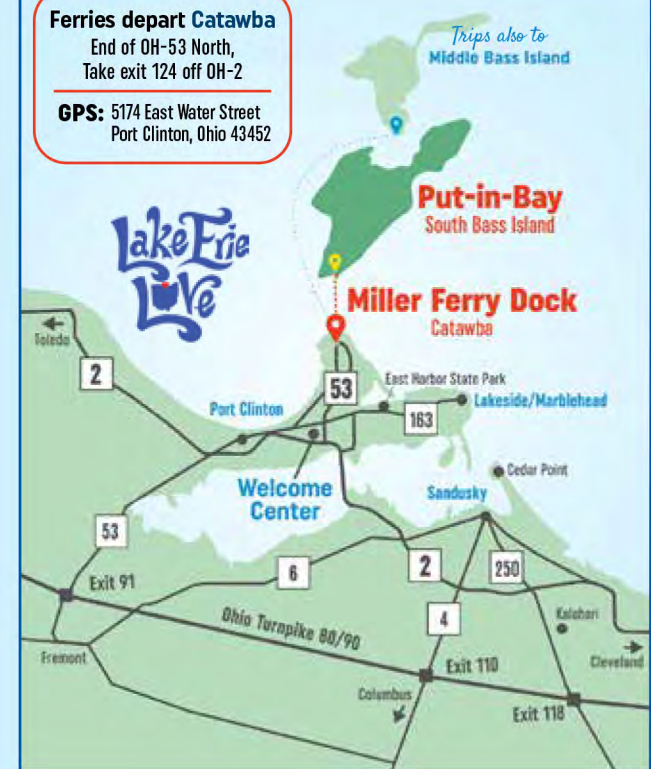 Ferries depart Catawba
End of OH-53 North,
Take exit 124 off OH-2
GPS: 5174 East Water Street
Port Clinton, Ohio 43452
Trips also to
Middle Bass Island
Put-in-Bay
South Bass Island
Lake Erie
Love
Miller Ferry Dock
Catawba
Toledo
2
53
East Harbor State Park
Lakeside/Marblehead
163
Port Clinton
Welcome
Center
Cedar Point
Sandusky
53
6
2
250
Exit 91
4
Ohio Turnpike 80/90
Kalahari
Fremont
Cleveland
Exit 110
Columbus
Exit 118